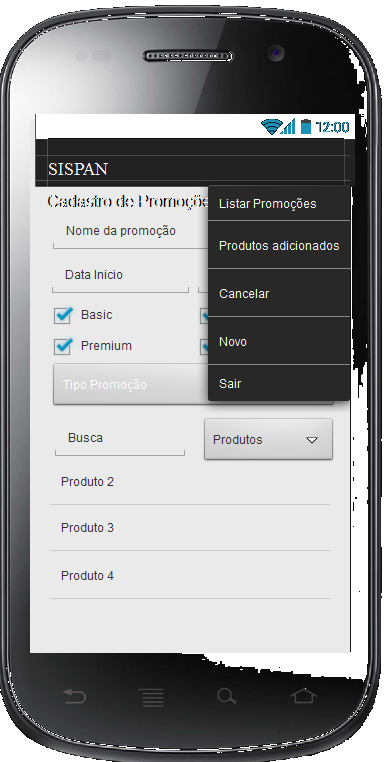 12:00
SISPAN
Cadastro de Promoçõe
Listar Promoções
Nome da promoção
Produtos adicionados
Data Inicio
Cancelar
Basic
Novo
Premium
Sair
Tipo Promoção
Busca
Produtos
Produto 2
Produto 3
Produto 4